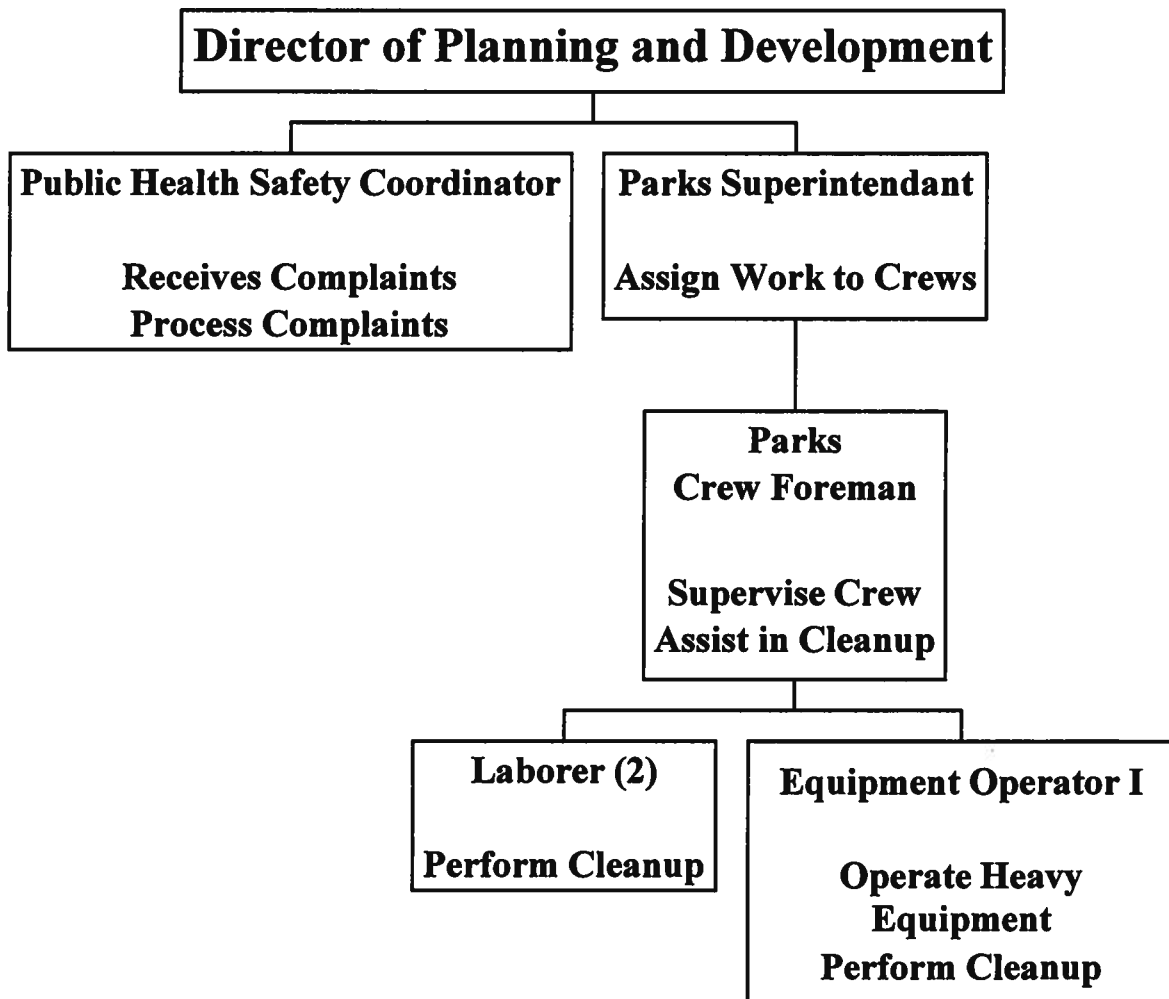 Director of Planning and Development
Public Health Safety Coordinator
Receives Complaints
Process Complaints
Parks Superintendant
Assign Work to Crews
Parks
Crew Foreman
Supervise Crew
Assist in Cleanup
Laborer (2)
Perform Cleanup
Equipment Operator I
Operate Heavy
Equipment
Perform Cleanup